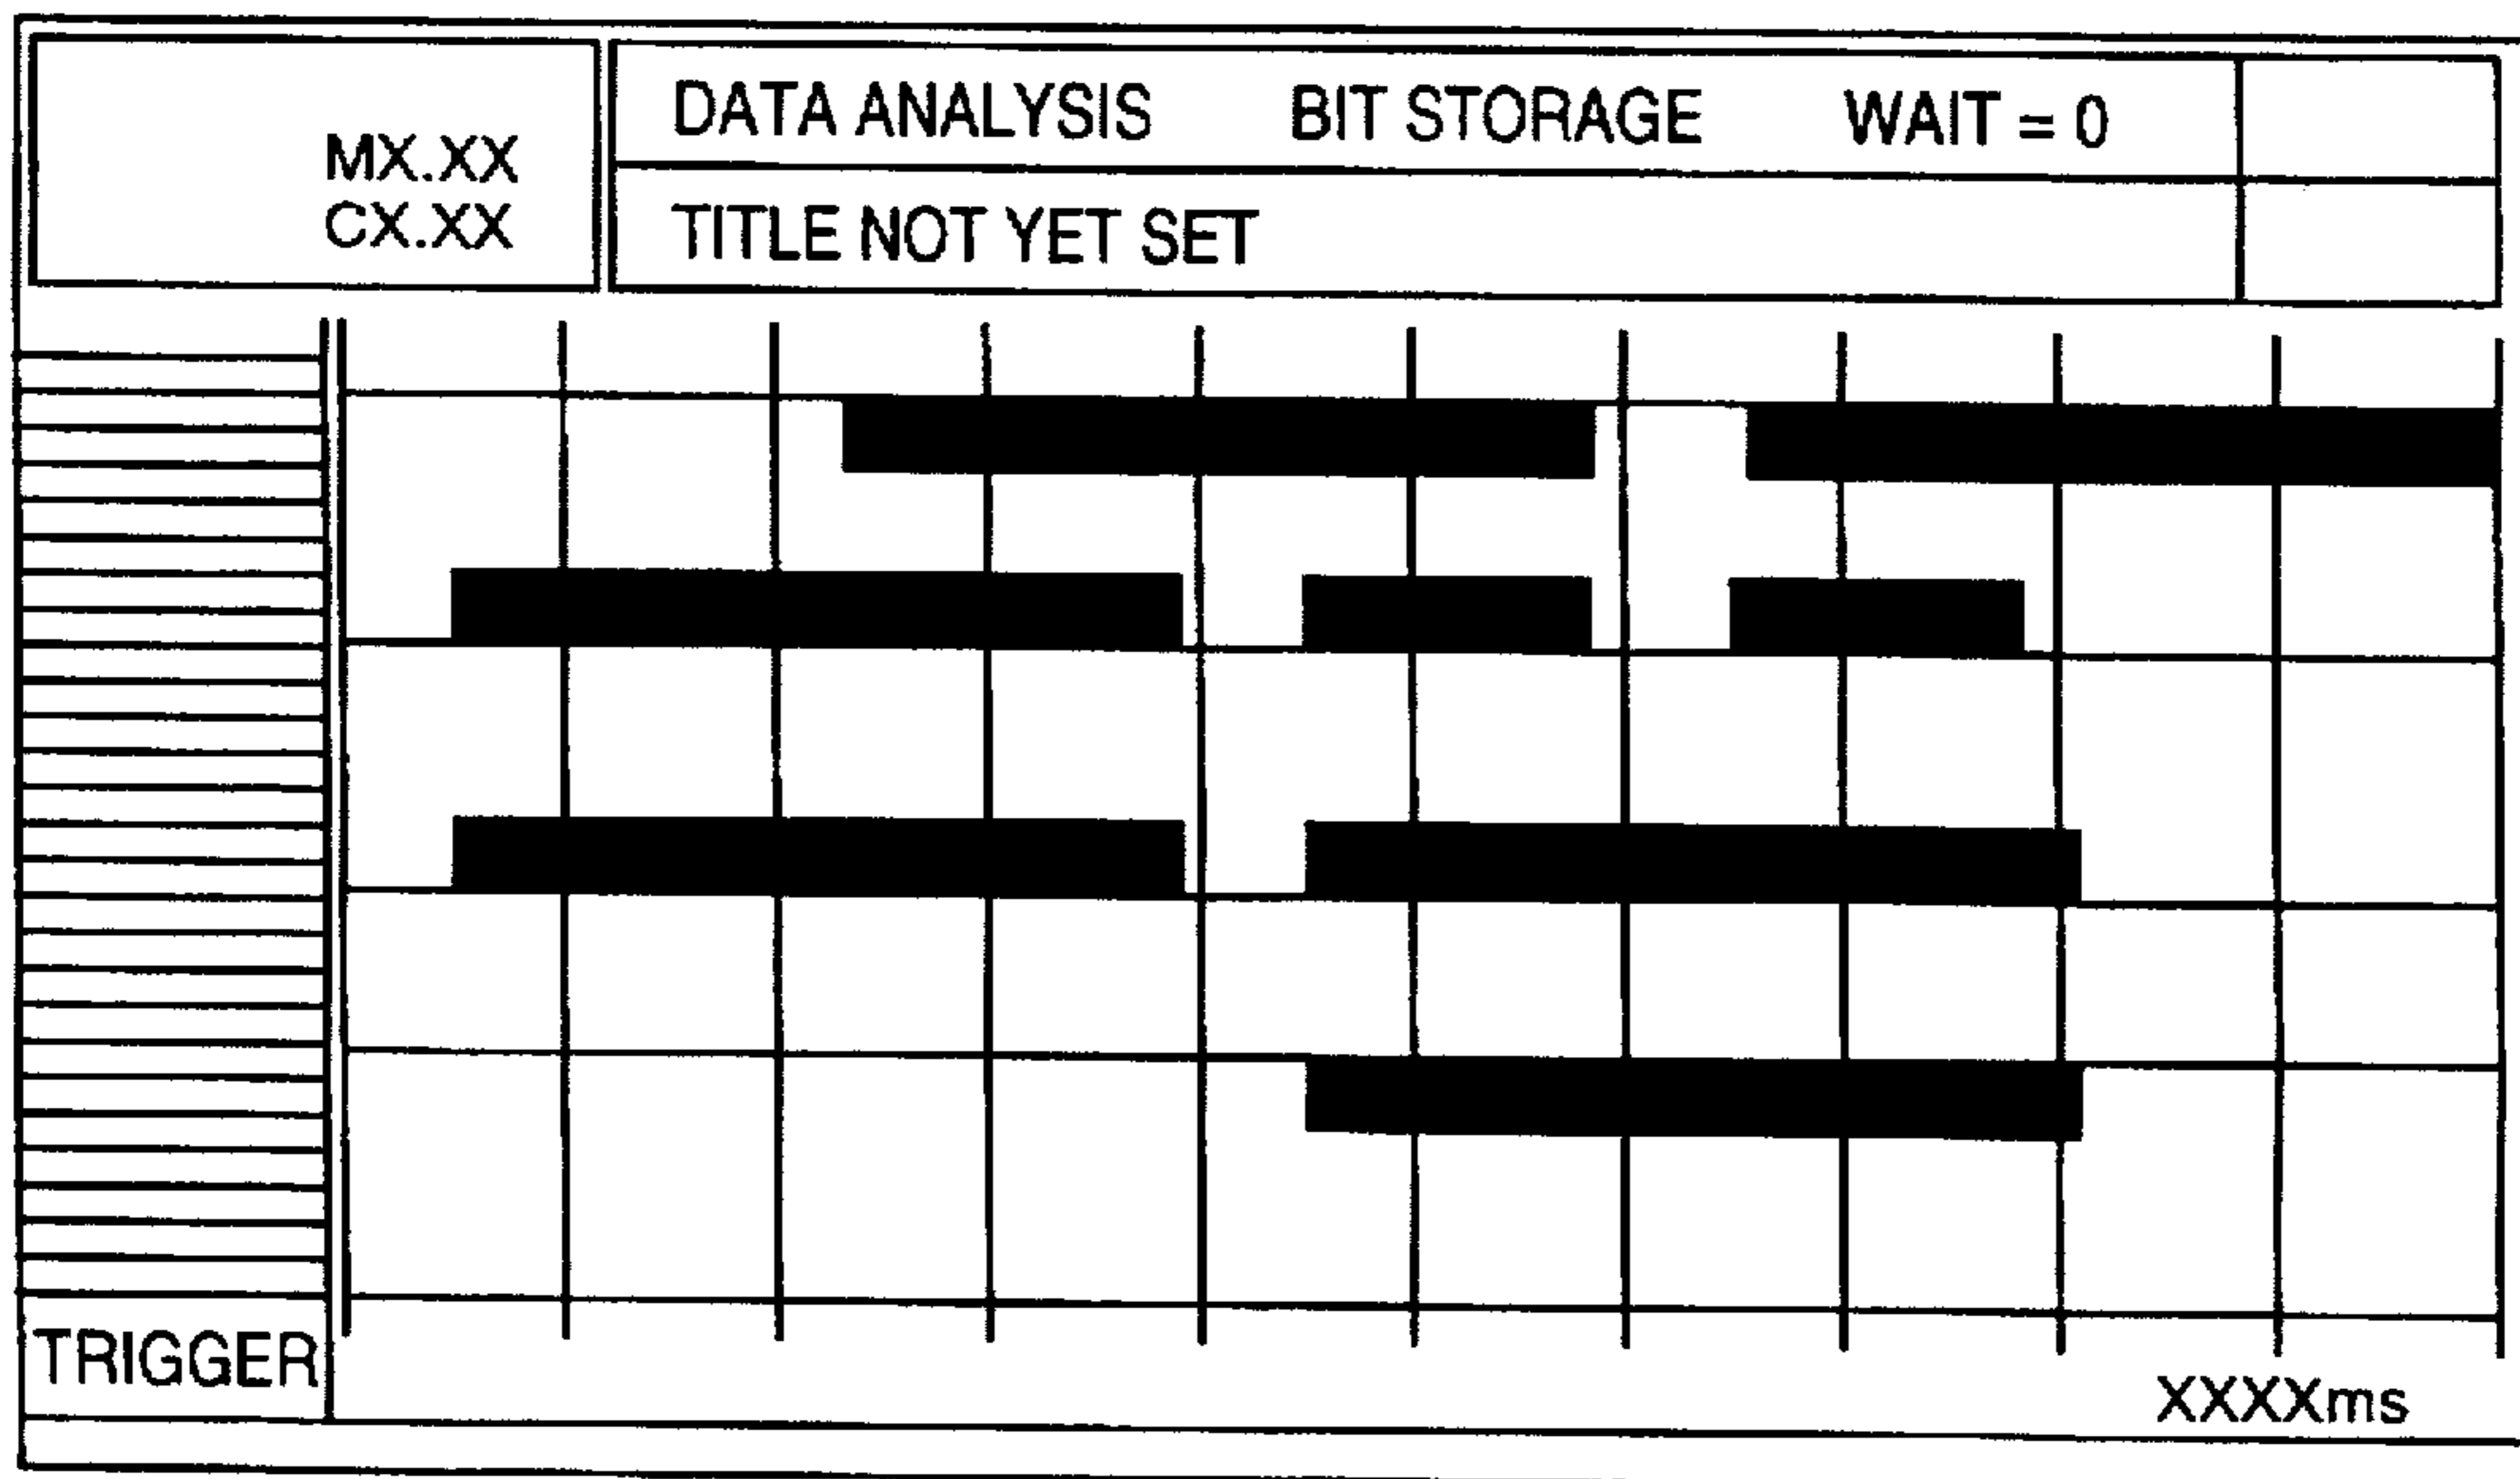 MX.XX
CX.XX
DATA ANALYSIS BIT STORAGE WAIT = 0
TITLE NOT YET SET
TRIGGER
XXXXms